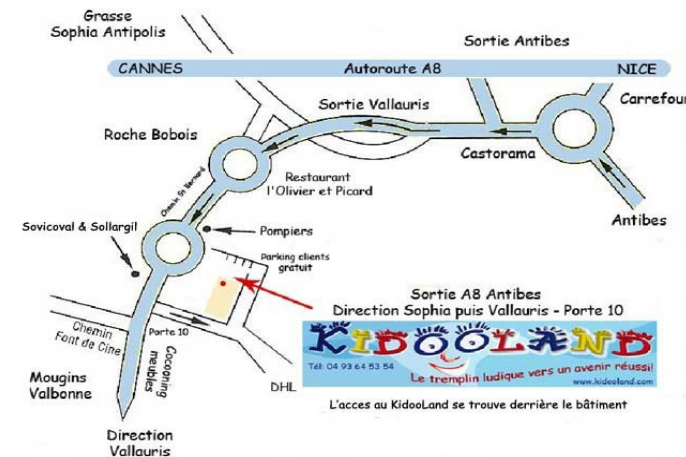 Grasse
Sophia Antipolis
Sortie Antibes
CANNES
Autoroute A8
NICE
Carrefour
Sortie Vallauris
Roche Bobois
Castorama
Restaurant
l'Olivier et Picard
Chemin St Bernard
Antibes
Sovicoval & Sollargil
Pompiers
Parking clients
gratuit
Sortie A8 Antibes
Direction Sophia puis Vallauris - Porte 10
Chemin
Font de Cine
Porte 10
Cocooning
meubles
KIDOOLAND
Tél: 04 93 64 53 54
Le tremplin ludique vers un avenir réussi!
www.kidooland.com
Mougins
Valbonne
DHL
L'acces au KidooLand se trouve derrière le bâtiment
Direction
Vallauris